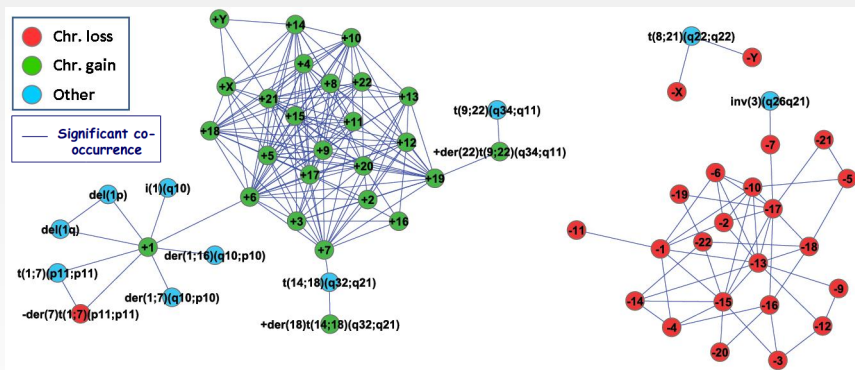 Chr. loss
Chr. gain
Other
Significant co-
occurrence
+Y
+14
+10
+4
+X
+21
+8
+22
+13
+15
+11
+18
+12
+5
+9
+20
+17
+19
+6
+2
+3
+16
+7
t(9;22)(q34;q11)
+der(22)t(9;22)(q34;q11)
t(14;18)(q32;q21)
+der(18)t(14;18)(q32;q21)
del(1p)
i(1)(q10)
del(1q)
+1
der(1;16)(q10;p10)
t(1;7)(p11;p11)
der(1;7)(q10;p10)
-der(7)t(1;7)(p11;p11)
t(8;21)(q22;q22)
-Y
-X
inv(3)(q26q21)
-7
-21
-6
-5
-10
-19
-17
-2
-11
-22
-1
-18
-13
-9
-14
-15
-16
-4
-12
-20
-3